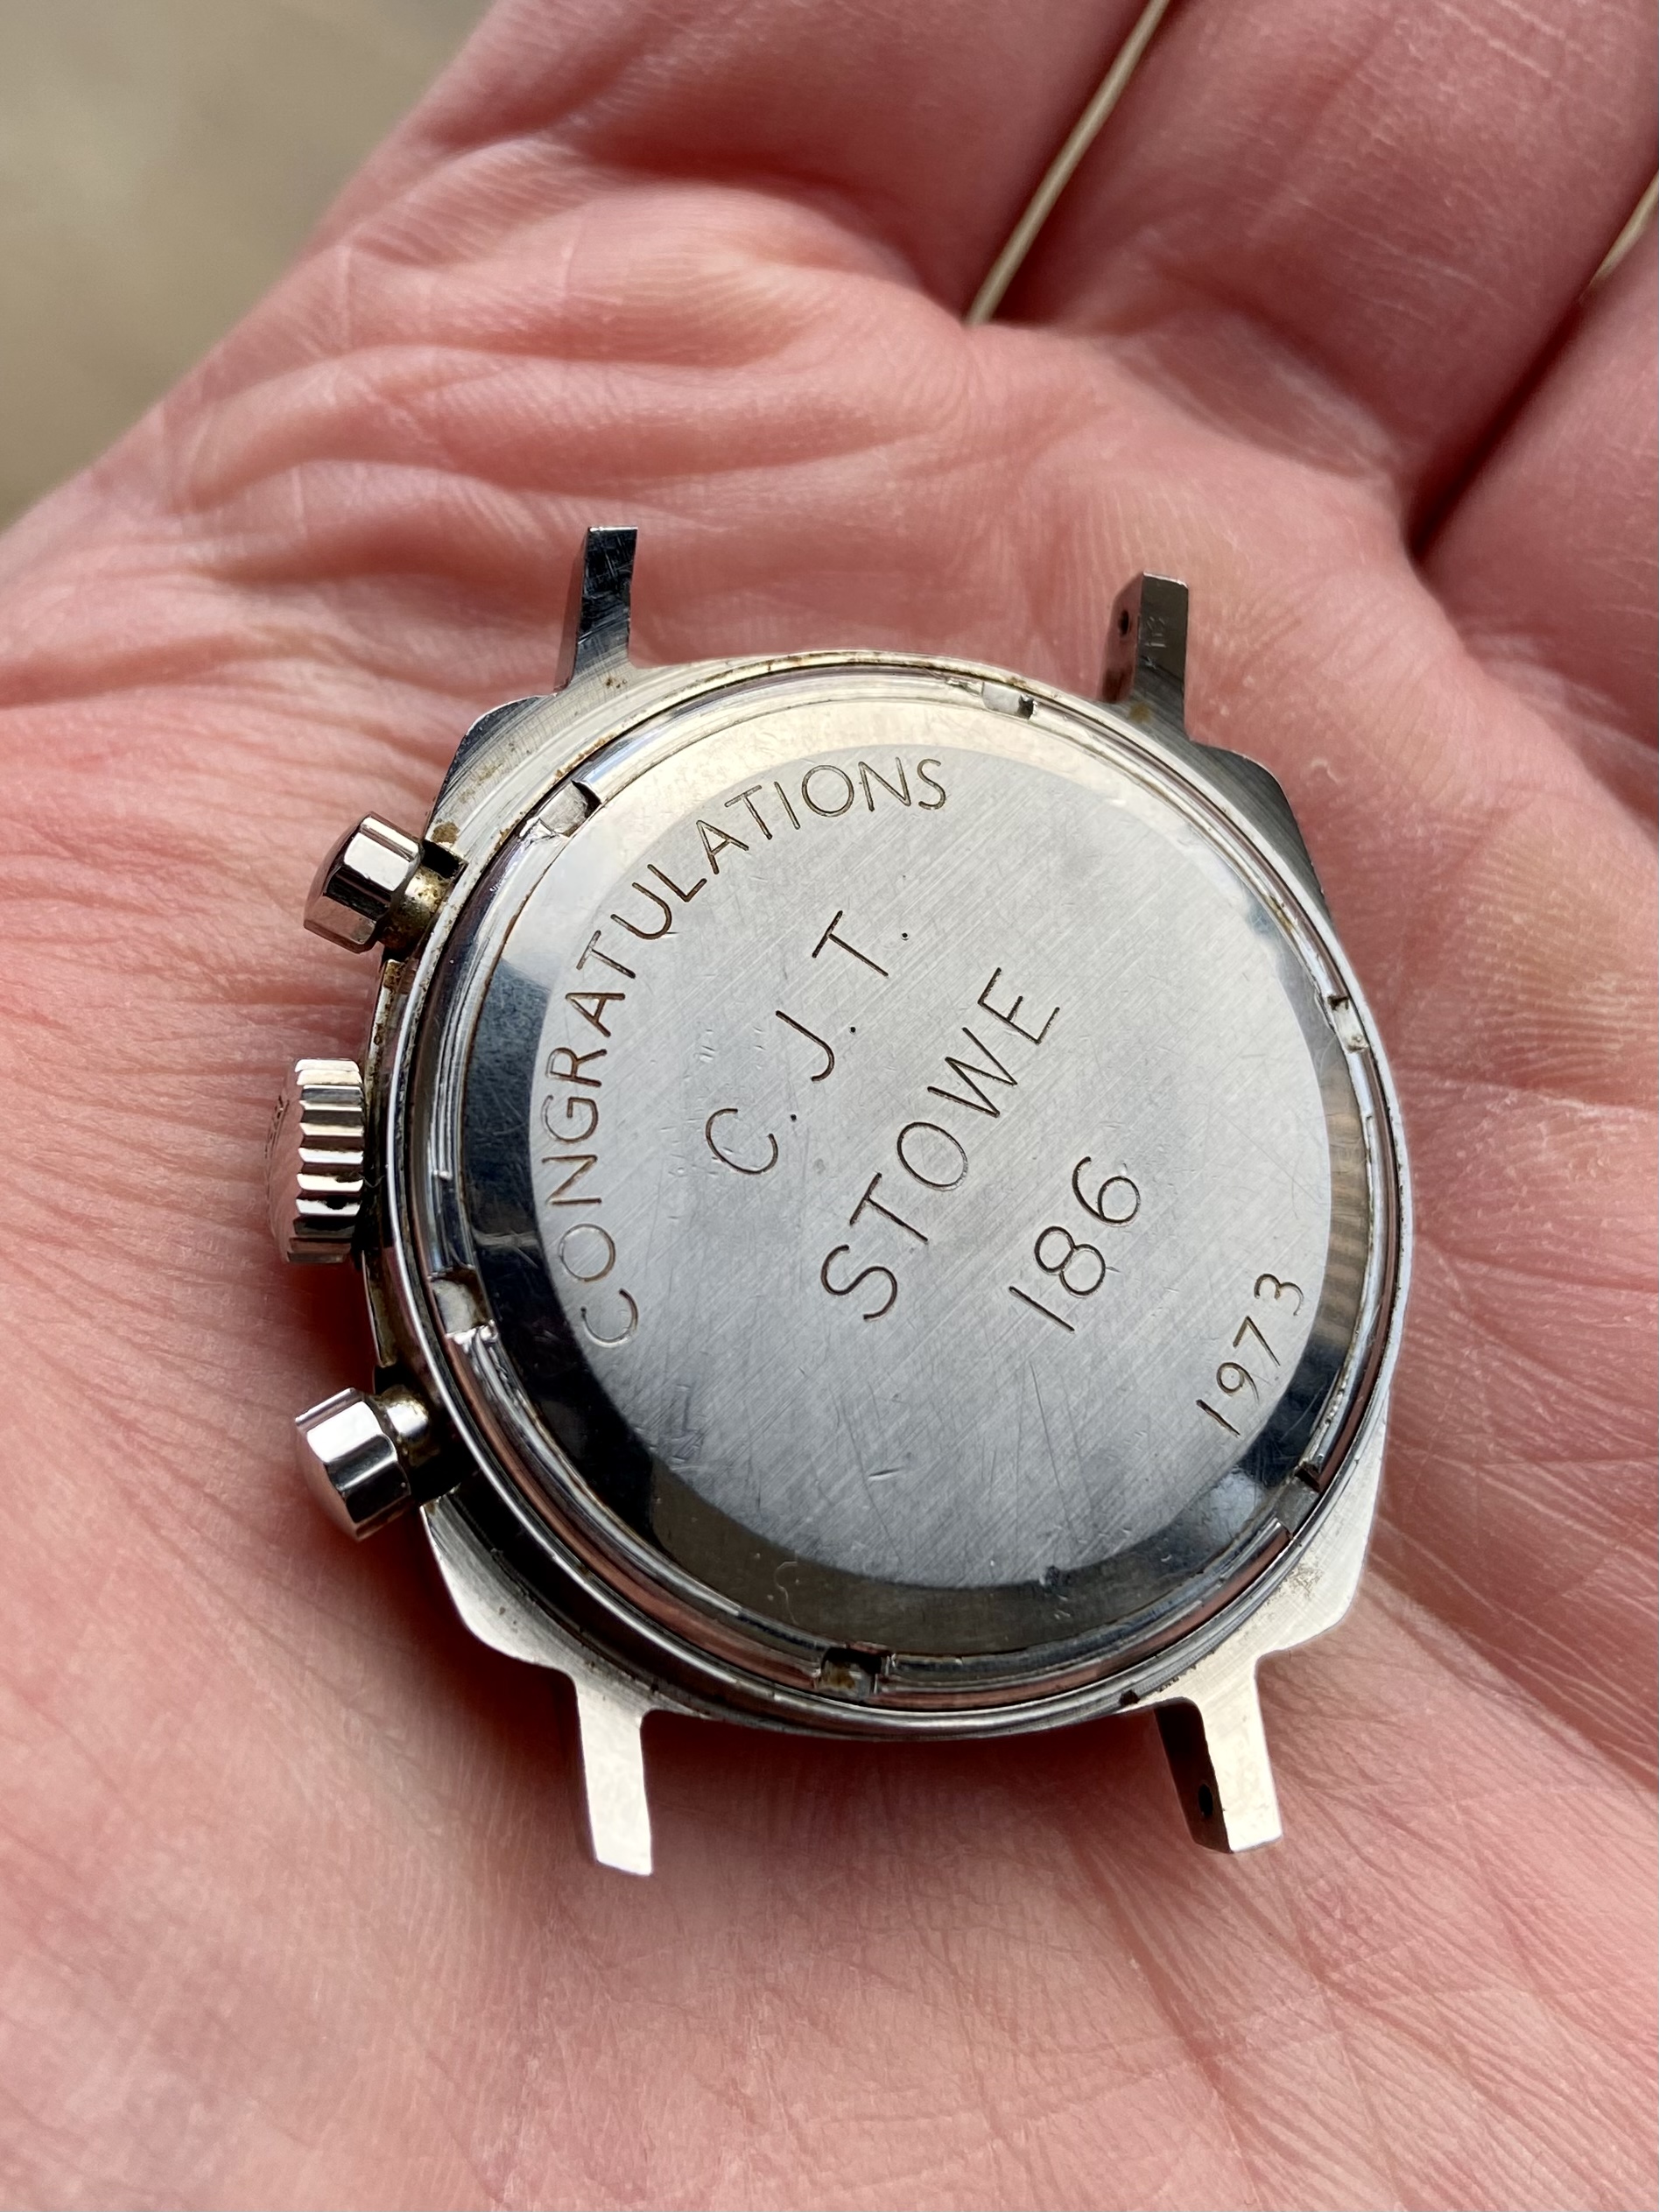 CONGRATULATIONS
C. J. T.
STOWE
186
1973